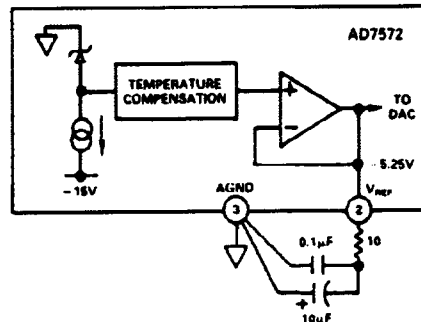 AD7572
TEMPERATURE
COMPENSATION
+
−
TO
DAC
−5.25V
−15V
AGND
VREF
3
2
0.1μF
10
+
10μF